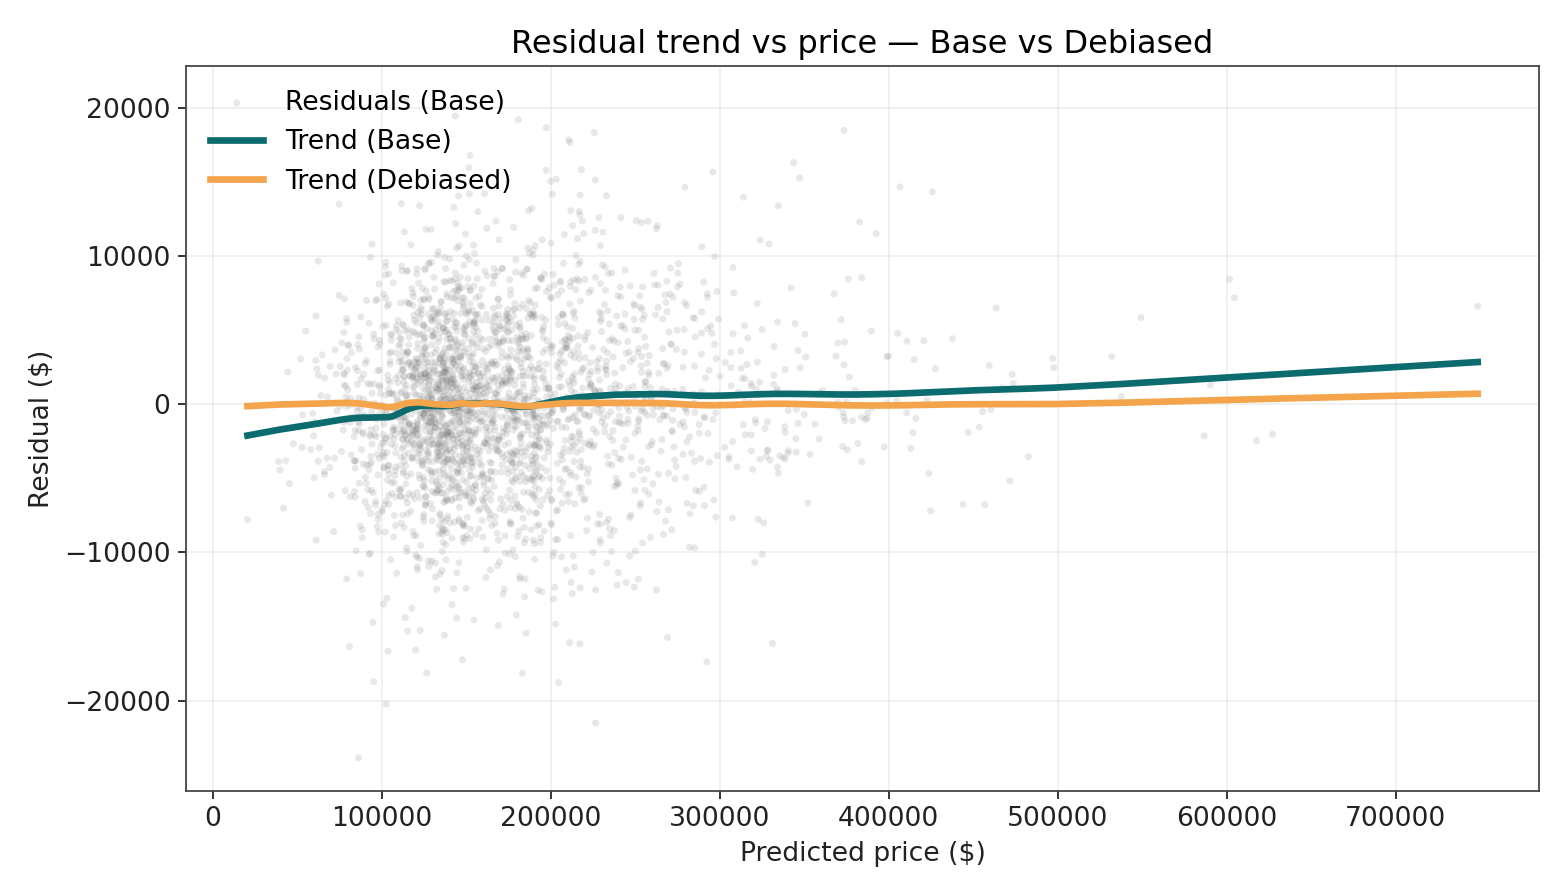 Residual trend vs price — Base vs Debiased
Residuals (Base)
Trend (Base)
Trend (Debiased)
20000
10000
0
−10000
−20000
Residual ($)
0 100000 200000 300000 400000 500000 600000 700000
Predicted price ($)